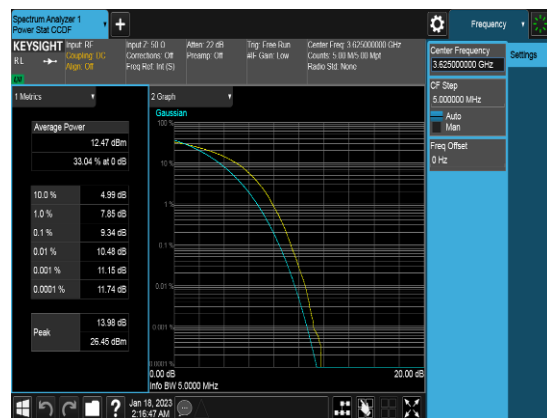 Spectrum Analyzer 1
Power Stat CCDF
Frequency
KEYSIGHT
RL
LXI
Input: RF
Coupling: DC
Align: Off
Input Z: 50 Ω
Corrections: Off
Freq Ref: Int (S)
Atten: 22 dB
Preamp: Off
Trig: Free Run
#IF Gain: Low
Center Freq: 3.625000000 GHz
Counts: 5.00 M/5.00 Mpt
Radio Std: None
Center Frequency
3.625000000 GHz
Settings
CF Step
5.000000 MHz
Auto
Man
Freq Offset
0 Hz
1 Metrics
Average Power
12.47 dBm
33.04 % at 0 dB
10.0 % 4.99 dB
1.0 % 7.85 dB
0.1 % 9.34 dB
0.01 % 10.48 dB
0.001 % 11.15 dB
0.0001 % 11.74 dB
Peak
13.98 dB
26.45 dBm
2 Graph
Gaussian
100 %
10 %
1 %
0.1 %
0.01 %
0.001 %
0.0001 %
0.00 dB 20.00 dB
Info BW 5.0000 MHz
? Jan 18, 2023
2:16:47 AM